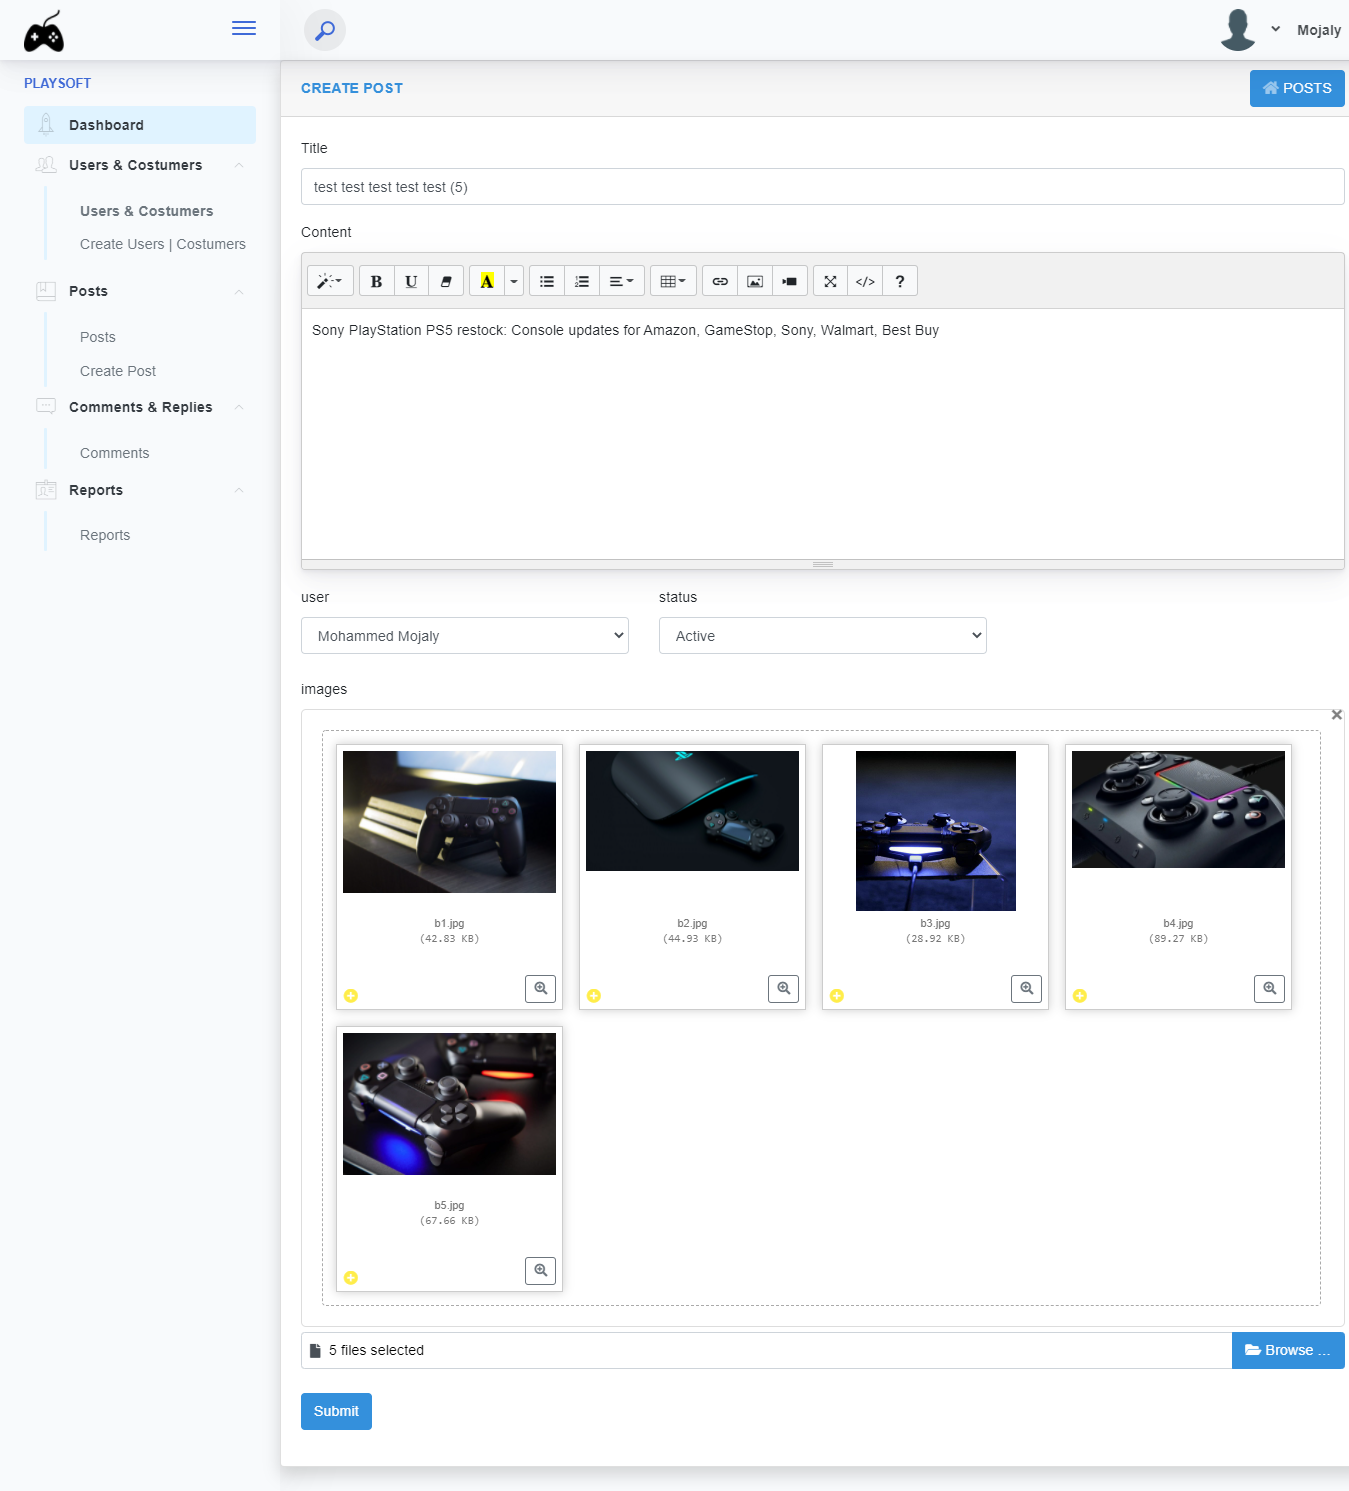 Mojaly
PLAYSOFT
Dashboard
Users & Costumers
Users & Costumers
Create Users | Costumers
Posts
Posts
Create Post
Comments & Replies
Comments
Reports
Reports
CREATE POST
POSTS
Title
test test test test test (5)
Content
B U A </> ?
Sony PlayStation PS5 restock: Console updates for Amazon, GameStop, Sony, Walmart, Best Buy
user
status
Mohammed Mojaly
Active
images
b1.jpg
(42.83 KB)
b2.jpg
(44.93 KB)
b3.jpg
(28.92 KB)
b4.jpg
(89.27 KB)
b5.jpg
(67.66 KB)
5 files selected
Browse ...
Submit